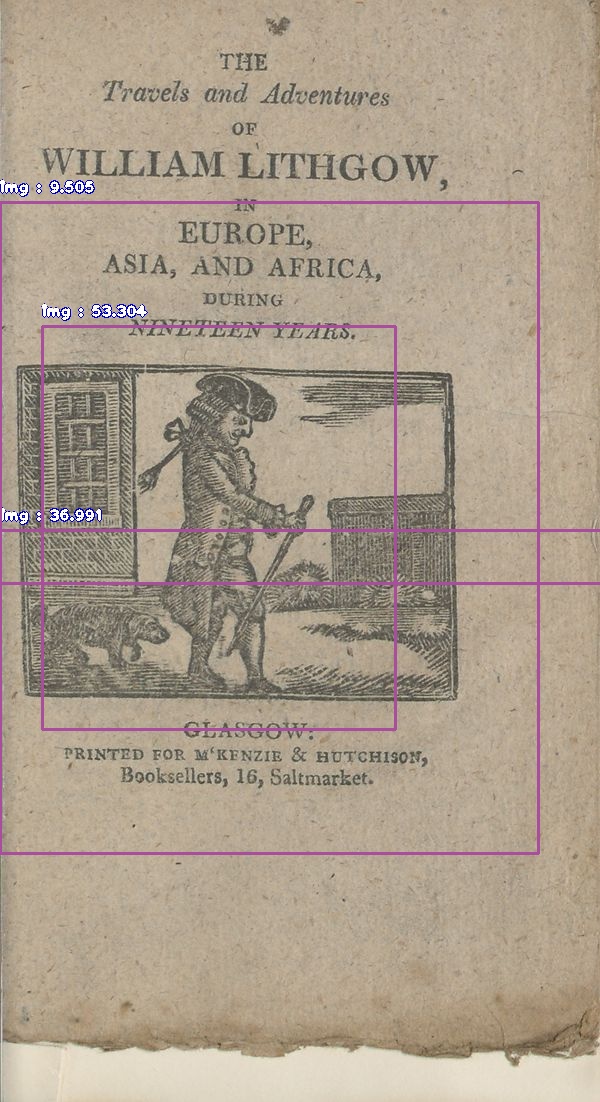 THE
Travels and Adventures
OF
WILLIAM LITHGOW,
img : 9.505
IN
EUROPE,
ASIA, AND AFRICA,
DURING
img : 53.304
NINETEEN YEARS.
img : 36.991
GLASGOW:
PRINTED FOR M'KENZIE & HUTCHISON,
Booksellers, 16, Saltmarket.